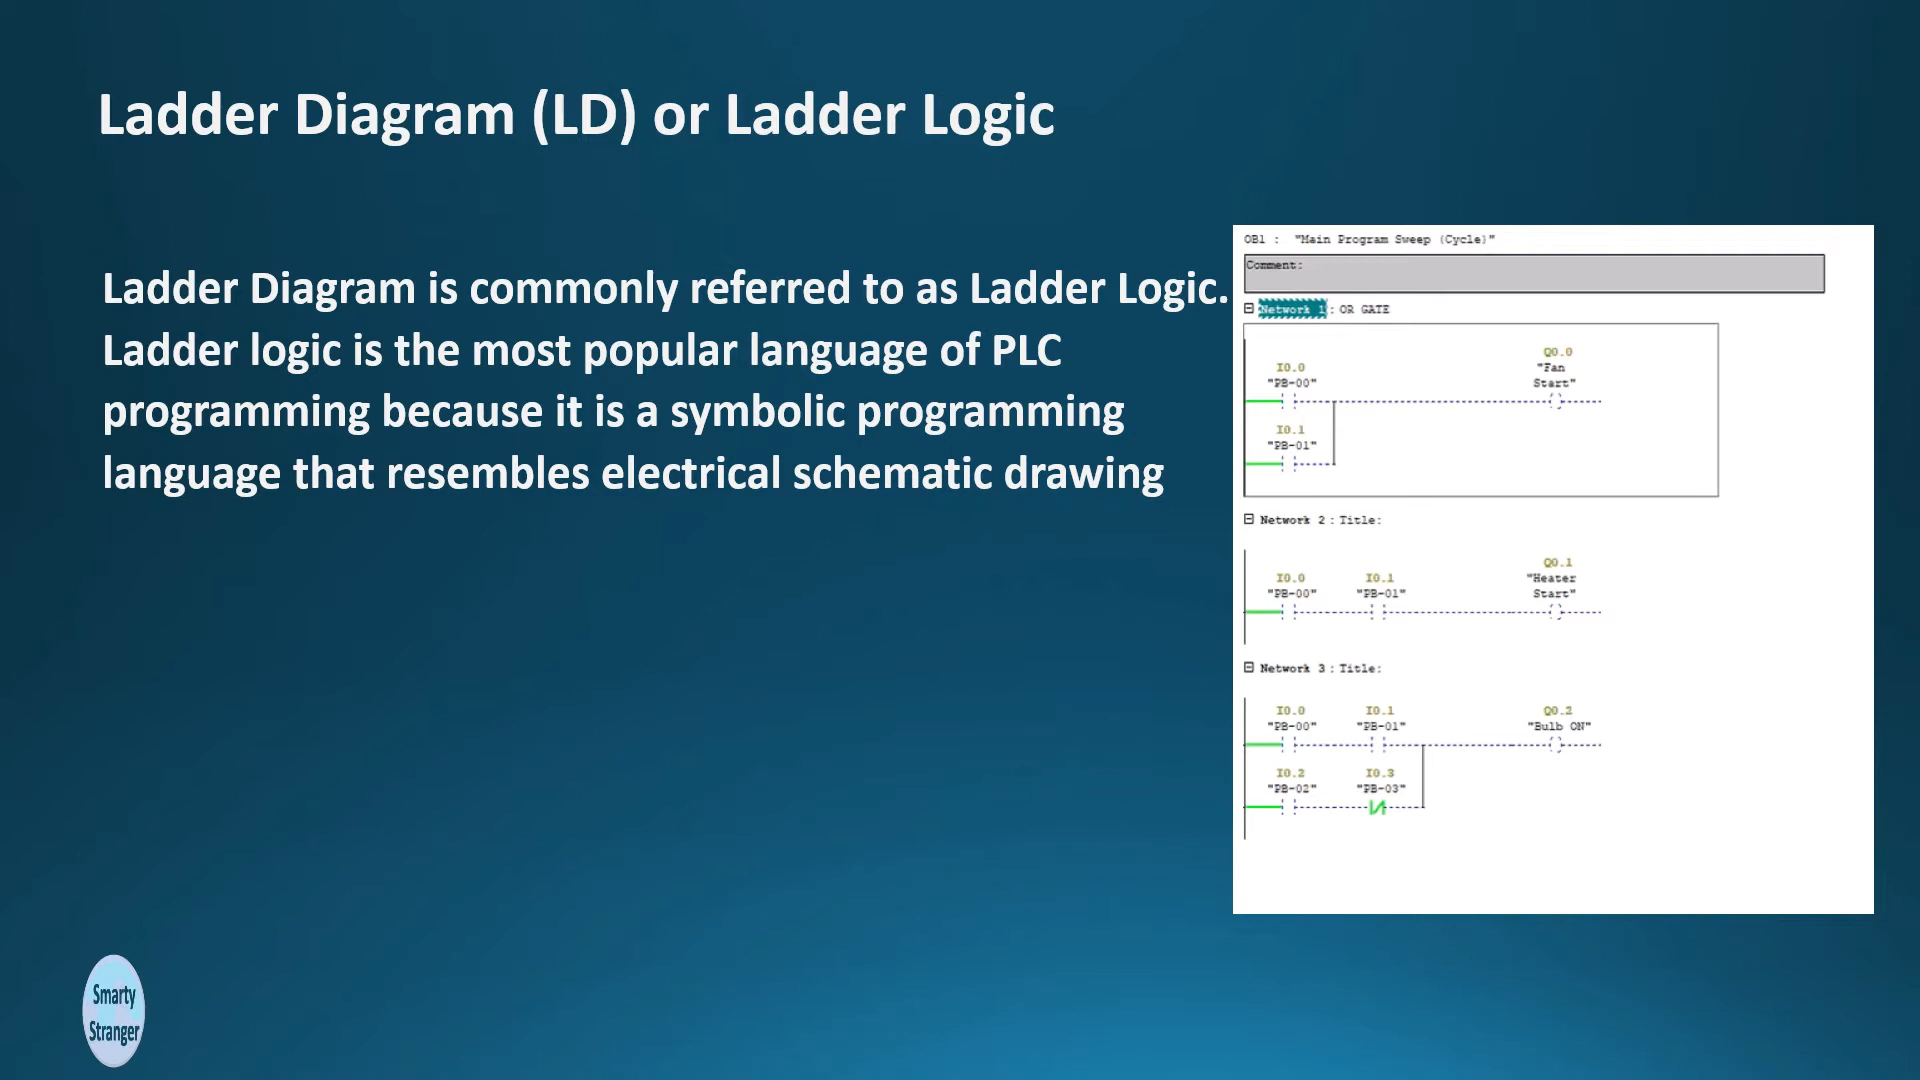 Ladder Diagram (LD) or Ladder Logic
Ladder Diagram is commonly referred to as Ladder Logic.
Ladder logic is the most popular language of PLC
programming because it is a symbolic programming
language that resembles electrical schematic drawing
OB1 : "Main Program Sweep (Cycle)"
Comment:
Network 1: OR GATE
Q0.0
I0.0 "Fan
"PB-00" Start"
I0.1
"PB-01"
Network 2: Title:
Q0.1
I0.0 I0.1 "Heater
"PB-00" "PB-01" Start"
Network 3: Title:
I0.0 I0.1 Q0.2
"PB-00" "PB-01" "Bulb ON"
I0.2 I0.3
"PB-02" "PB-03"
Smarty
Stranger